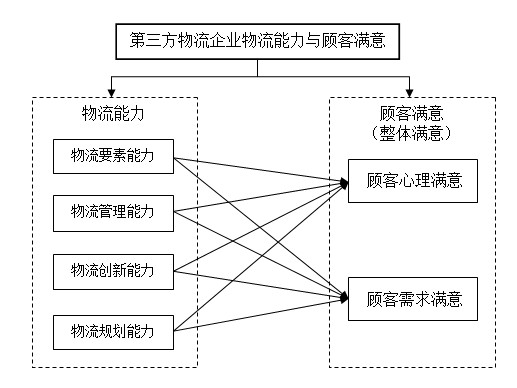 第三方物流企业物流能力与顾客满意
物流能力
物流要素能力
物流管理能力
物流创新能力
物流规划能力
顾客满意
（整体满意）
顾客心理满意
顾客需求满意